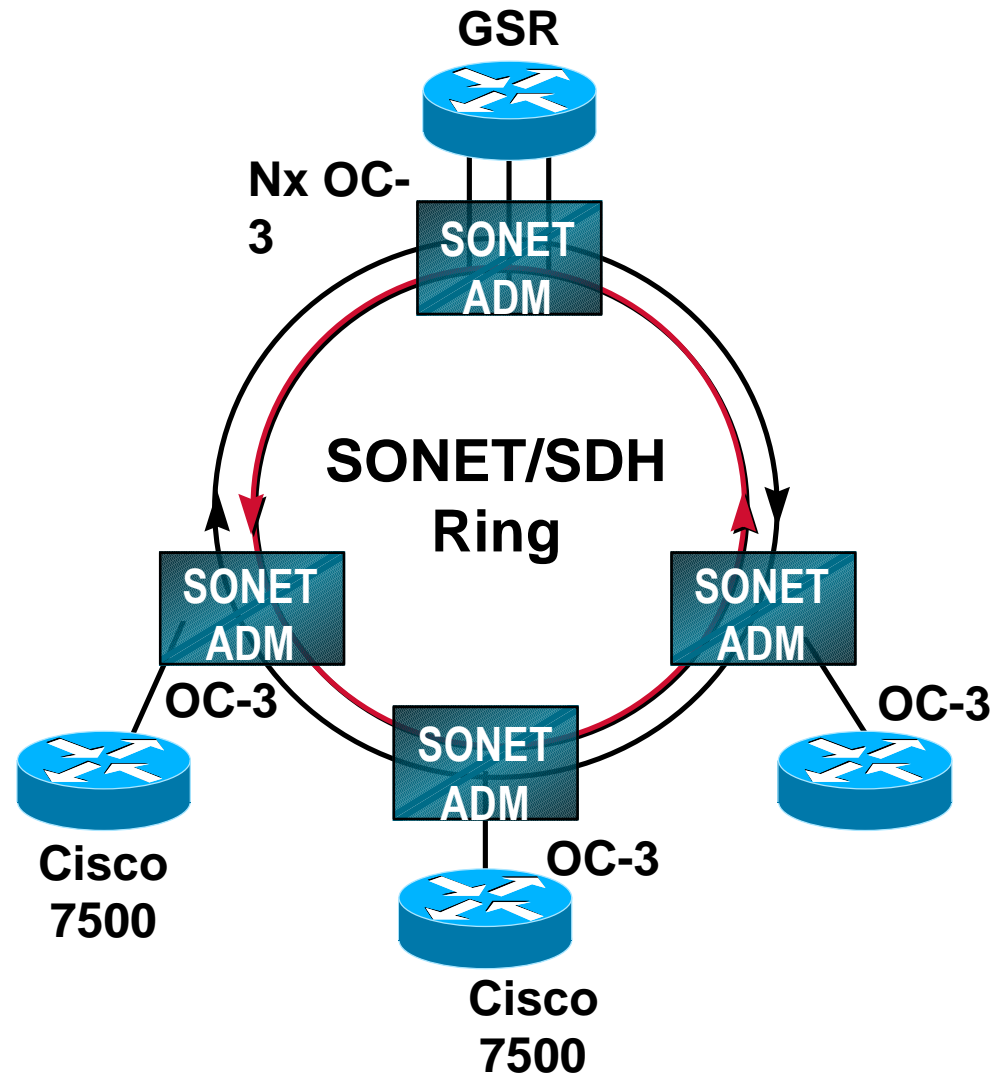 GSR
Nx OC-
3
SONET
ADM
SONET/SDH
Ring
SONET
ADM
SONET
ADM
OC-3
OC-3
SONET
ADM
Cisco
7500
OC-3
Cisco
7500